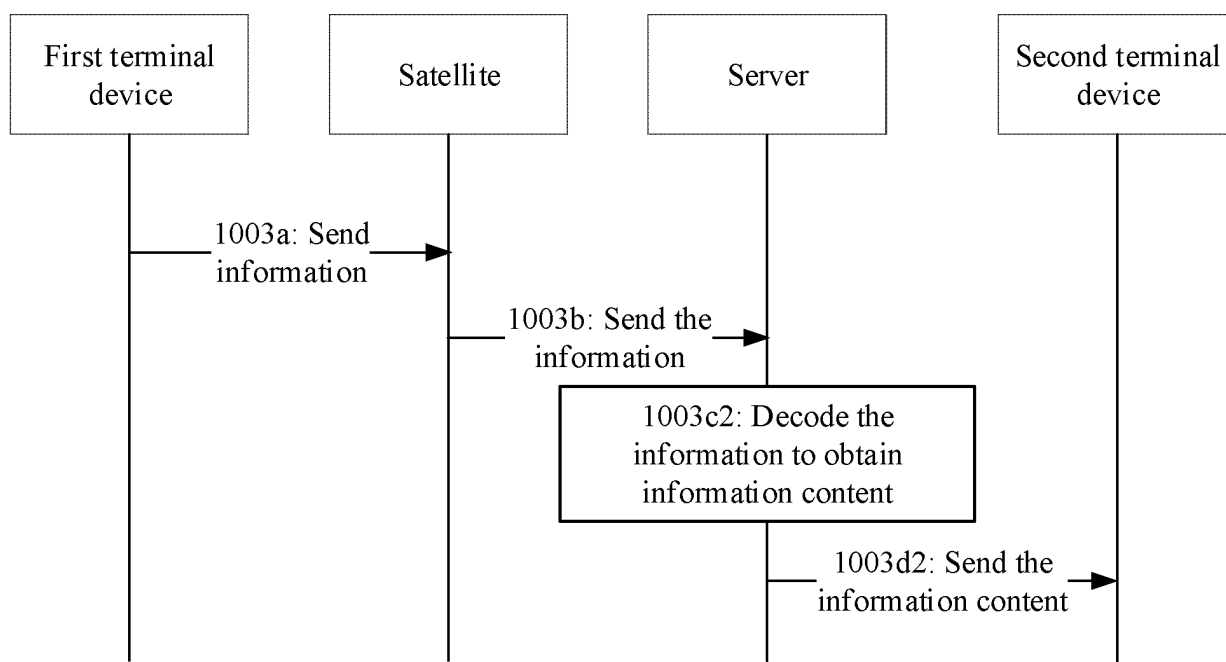 First terminal
device
Satellite
Server
Second terminal
device
1003a: Send
information
1003b: Send the
information
1003c2: Decode the
information to obtain
information content
1003d2: Send the
information content